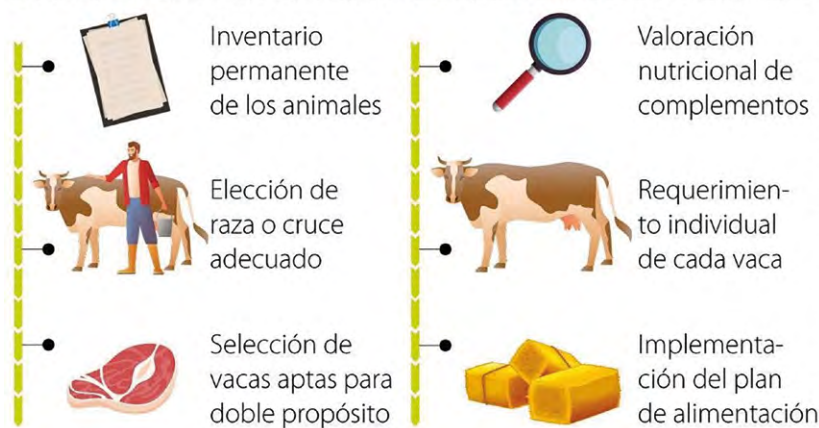 Inventario
permanente
de los animales
Elección de
raza o cruce
adecuado
Selección de
vacas aptas para
doble propósito
Valoración
nutricional de
complementos
Requerimien-
to individual
de cada vaca
Implementa-
ción del plan
de alimentación